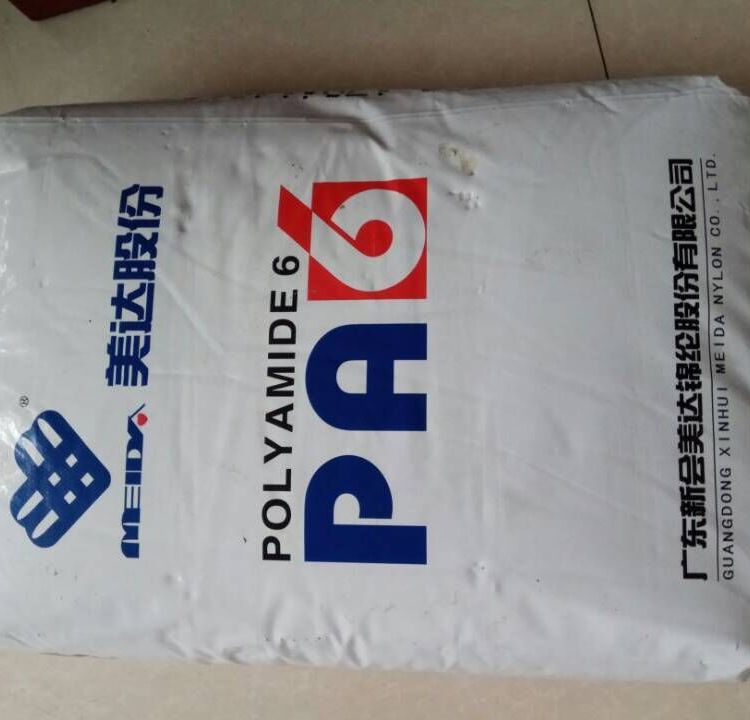 ®
MEIDA 美达股份
POLYAMIDE 6
PA6
广东新会美达锦纶股份有限公司
GUANGDONG XINHUI MEIDA NYLON CO.,LTD.